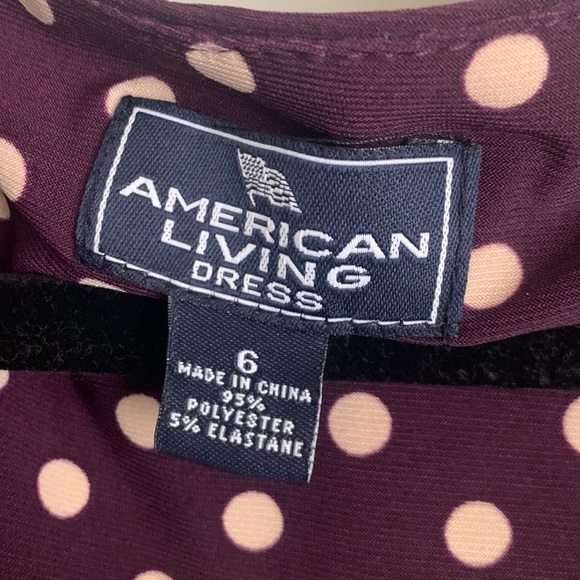 AMERICAN
LIVING
DRESS
6
MADE IN CHINA
95%
POLYESTER
5% ELASTANE